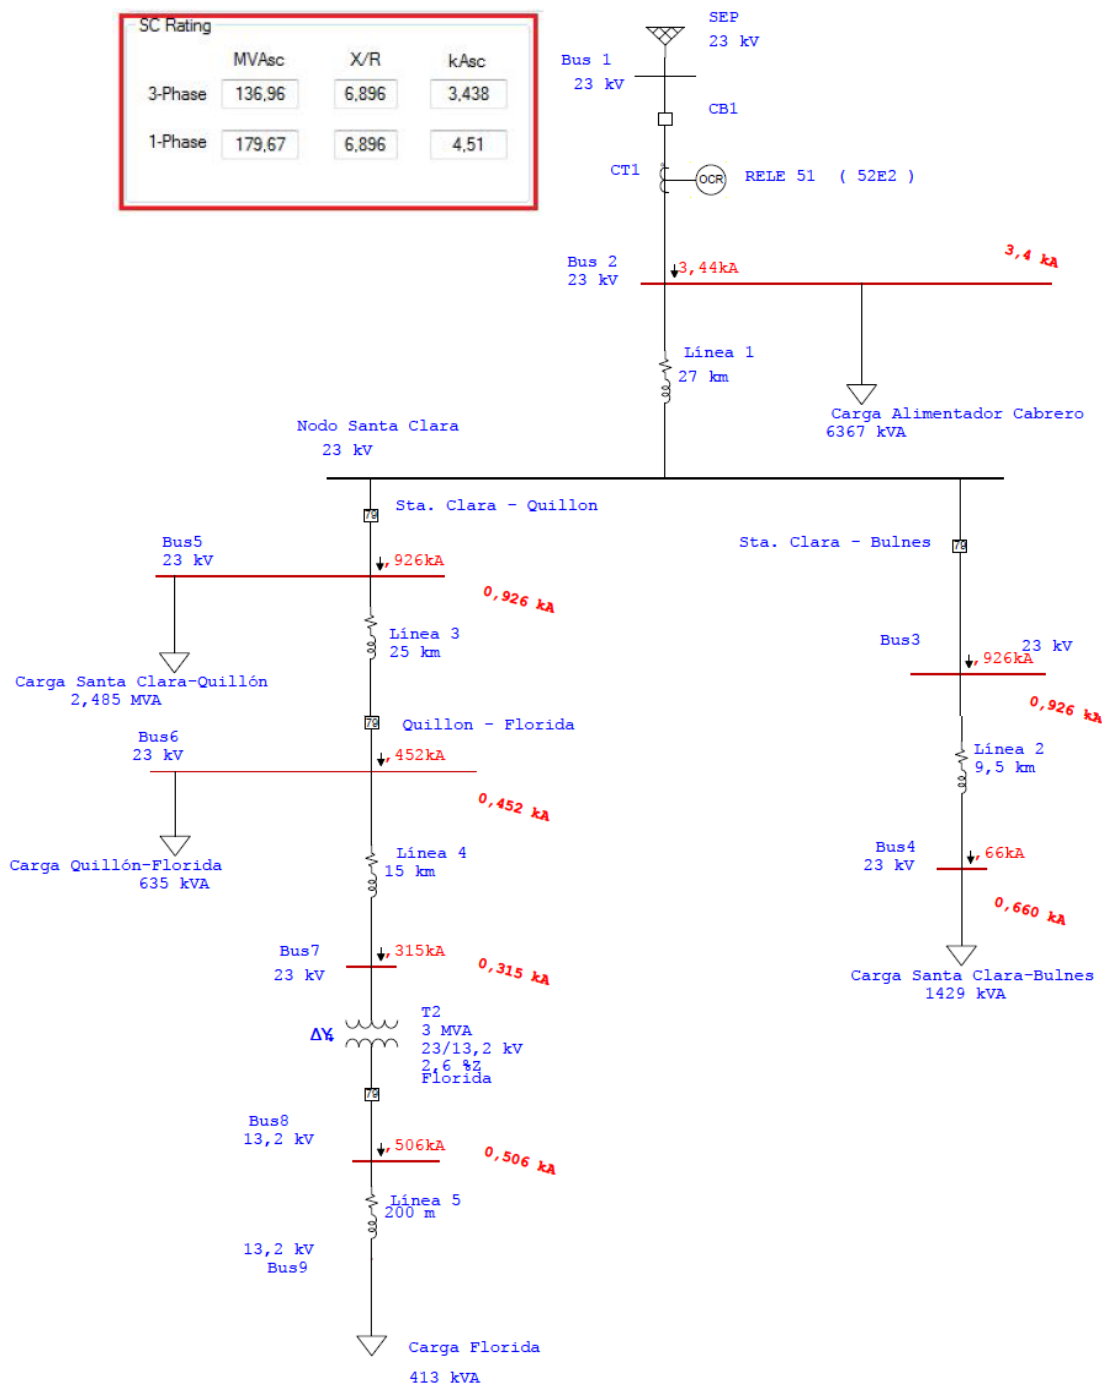 SC Rating
MVAsc X/R kAsc
3-Phase 136,96 6,896 3,438
1-Phase 179,67 6,896 4,51
SEP
23 kV
Bus 1
23 kV
CB1
CT1
OCR
RELE 51 ( 52E2 )
Bus 2
23 kV
3,44kA
3,4 kA
Línea 1
27 km
Carga Alimentador Cabrero
6367 kVA
Nodo Santa Clara
23 kV
79
Sta. Clara - Quillon
Sta. Clara - Bulnes
79
Bus5
23 kV
,926kA
0,926 kA
Línea 3
25 km
Carga Santa Clara-Quillón
2,485 MVA
Bus3
23 kV
,926kA
0,926 kA
79
Quillon - Florida
Bus6
23 kV
,452kA
0,452 kA
Línea 2
9,5 km
Carga Quillón-Florida
635 kVA
Línea 4
15 km
Bus4
23 kV
,66kA
0,660 kA
Bus7
23 kV
,315kA
0,315 kA
Carga Santa Clara-Bulnes
1429 kVA
T2
3 MVA
23/13,2 kV
2,6 %Z
Florida
79
Bus8
13,2 kV
,506kA
0,506 kA
Línea 5
200 m
13,2 kV
Bus9
Carga Florida
413 kVA